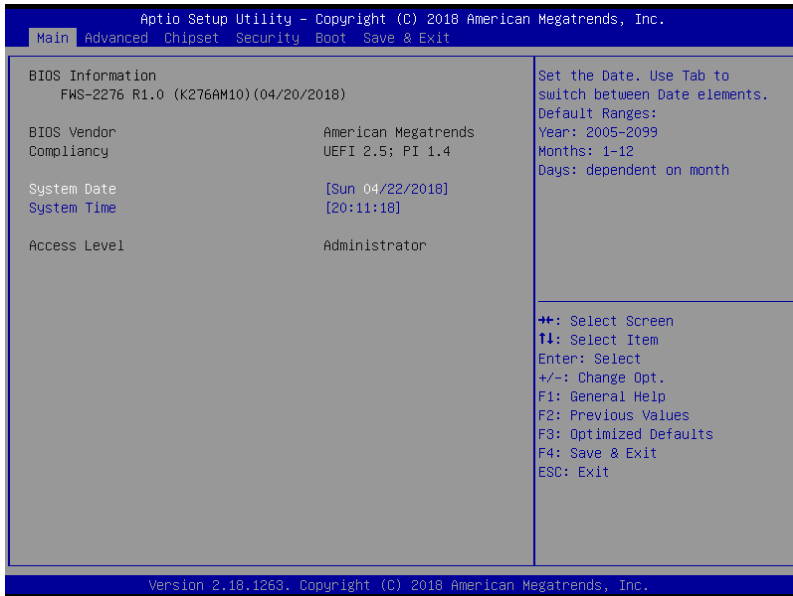 Aptio Setup Utility – Copyright (C) 2018 American Megatrends, Inc.
Main Advanced Chipset Security Boot Save & Exit
BIOS Information
FWS-2276 R1.0 (K276AM10)(04/20/2018)
BIOS Vendor American Megatrends
Compliancy UEFI 2.5; PI 1.4
System Date [Sun 04/22/2018]
System Time [20:11:18]
Access Level Administrator
Set the Date. Use Tab to
switch between Date elements.
Default Ranges:
Year: 2005-2099
Months: 1-12
Days: dependent on month
→←: Select Screen
↑↓: Select Item
Enter: Select
+/-: Change Opt.
F1: General Help
F2: Previous Values
F3: Optimized Defaults
F4: Save & Exit
ESC: Exit
Version 2.18.1263. Copyright (C) 2018 American Megatrends, Inc.